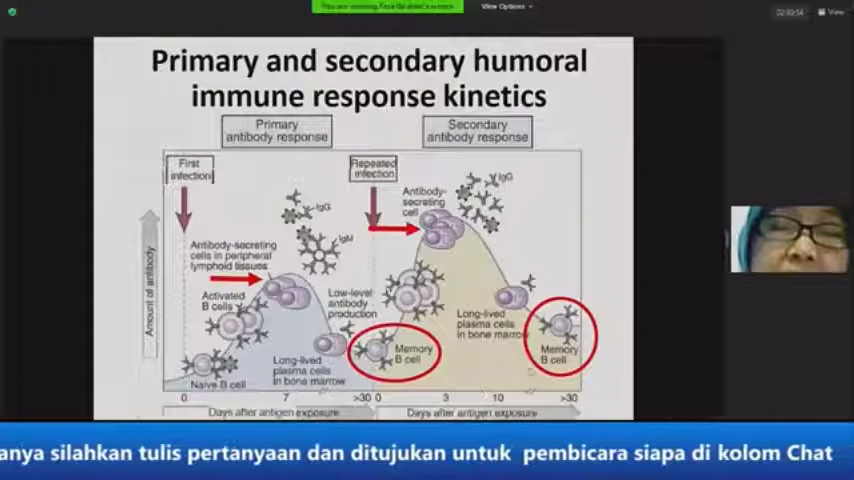 View Options
View
Primary and secondary humoral
immune response kinetics
Primary
antibody response
Secondary
antibody response
First
infection
Repeated
infection
IgG
IgG
Antibody-
secreting
cell
IgM
Antibody-secreting
cells in peripheral
lymphoid tissues
Amount of antibody
Activated
B cells
Low-level
antibody
production
Long-lived
plasma cells
in bone marrow
Memory
B cell
Long-lived
plasma cells
in bone marrow
Memory
B cell
Naive B cell
0 7 >30 0 3 10 >30
Days after antigen exposure
Days after antigen exposure
anya silahkan tulis pertanyaan dan ditujukan untuk pembicara siapa di kolom Chat